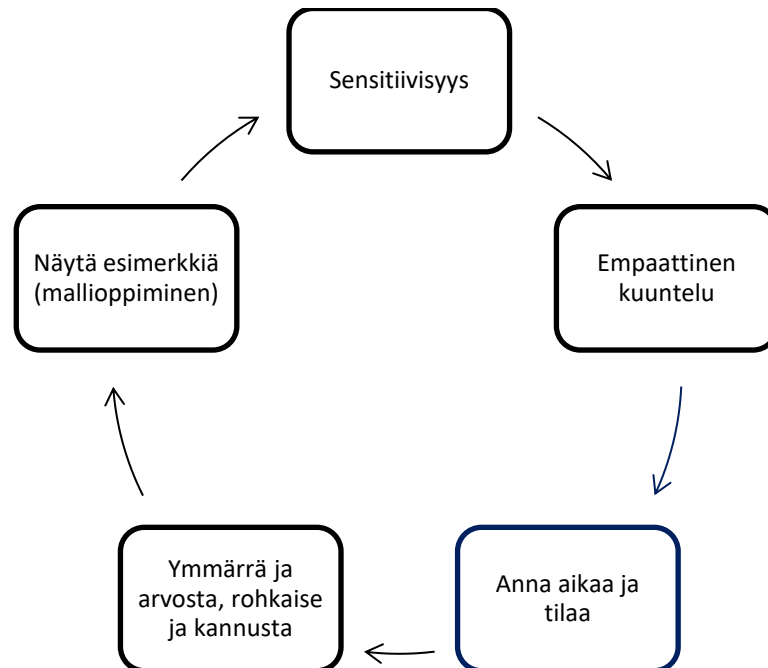 Sensitiivisyys
Empaattinen
kuuntelu
Anna aikaa ja
tilaa
Ymmärrä ja
arvosta, rohkaise
ja kannusta
Näytä esimerkkiä
(mallioppiminen)